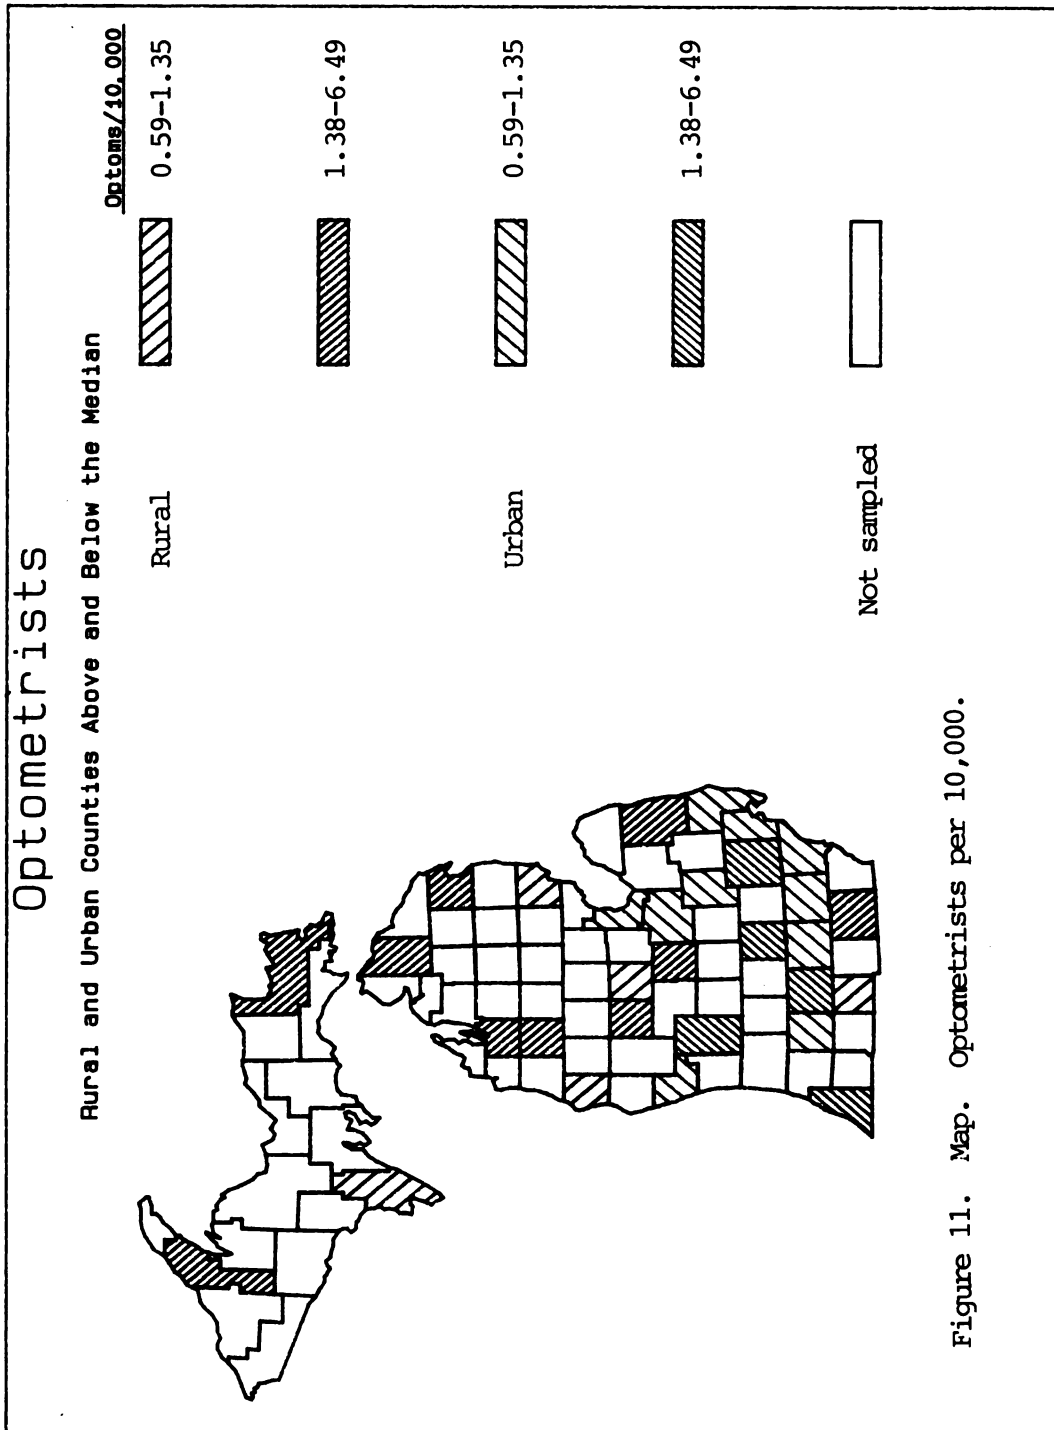 Optometrists
Rural and Urban Counties Above and Below the Median
Optoms/10,000
Rural 0.59-1.35
1.38-6.49
Urban 0.59-1.35
1.38-6.49
Not sampled
Figure 11. Map. Optometrists per 10,000.